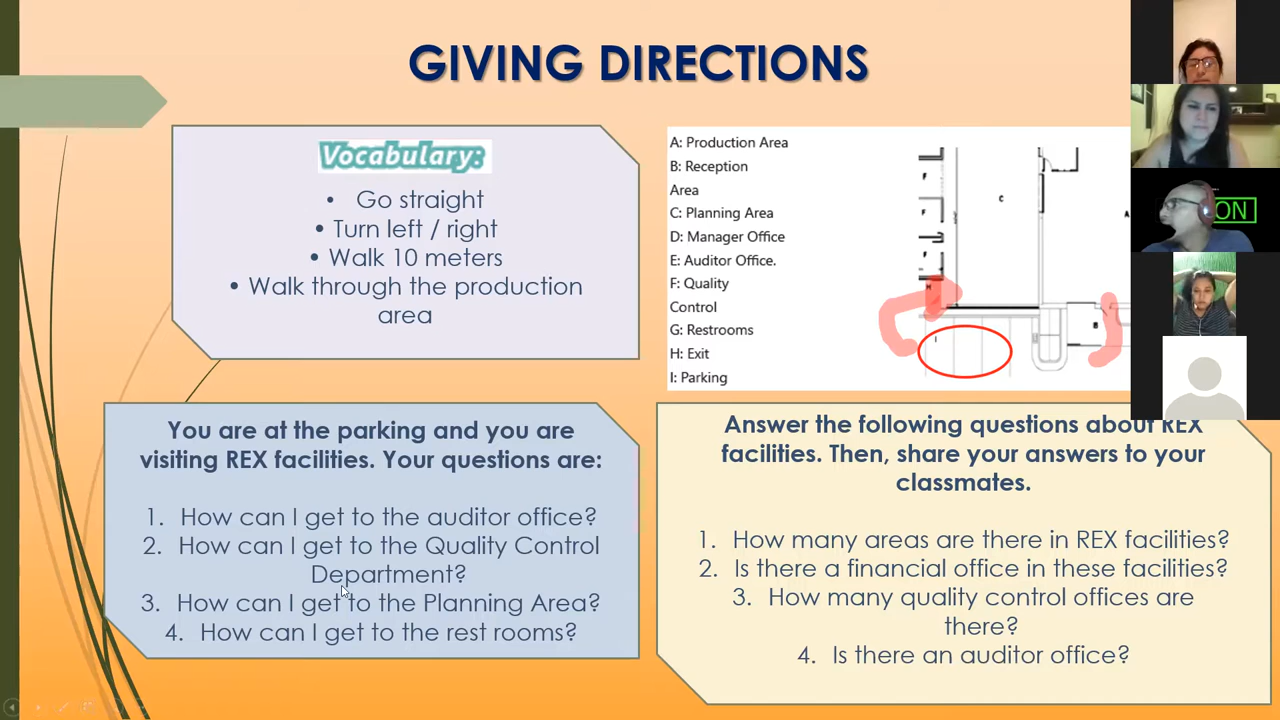 GIVING DIRECTIONS
Vocabulary:
• Go straight
• Turn left / right
• Walk 10 meters
• Walk through the production
area
A: Production Area
B: Reception
Area
C: Planning Area
D: Manager Office
E: Auditor Office.
F: Quality
Control
G: Restrooms
H: Exit
I: Parking
F
F
F
H
C
A
B
I
ON
You are at the parking and you are
visiting REX facilities. Your questions are:
1. How can I get to the auditor office?
2. How can I get to the Quality Control
Department?
3. How can I get to the Planning Area?
4. How can I get to the rest rooms?
Answer the following questions about REX
facilities. Then, share your answers to your
classmates.
1. How many areas are there in REX facilities?
2. Is there a financial office in these facilities?
3. How many quality control offices are
there?
4. Is there an auditor office?